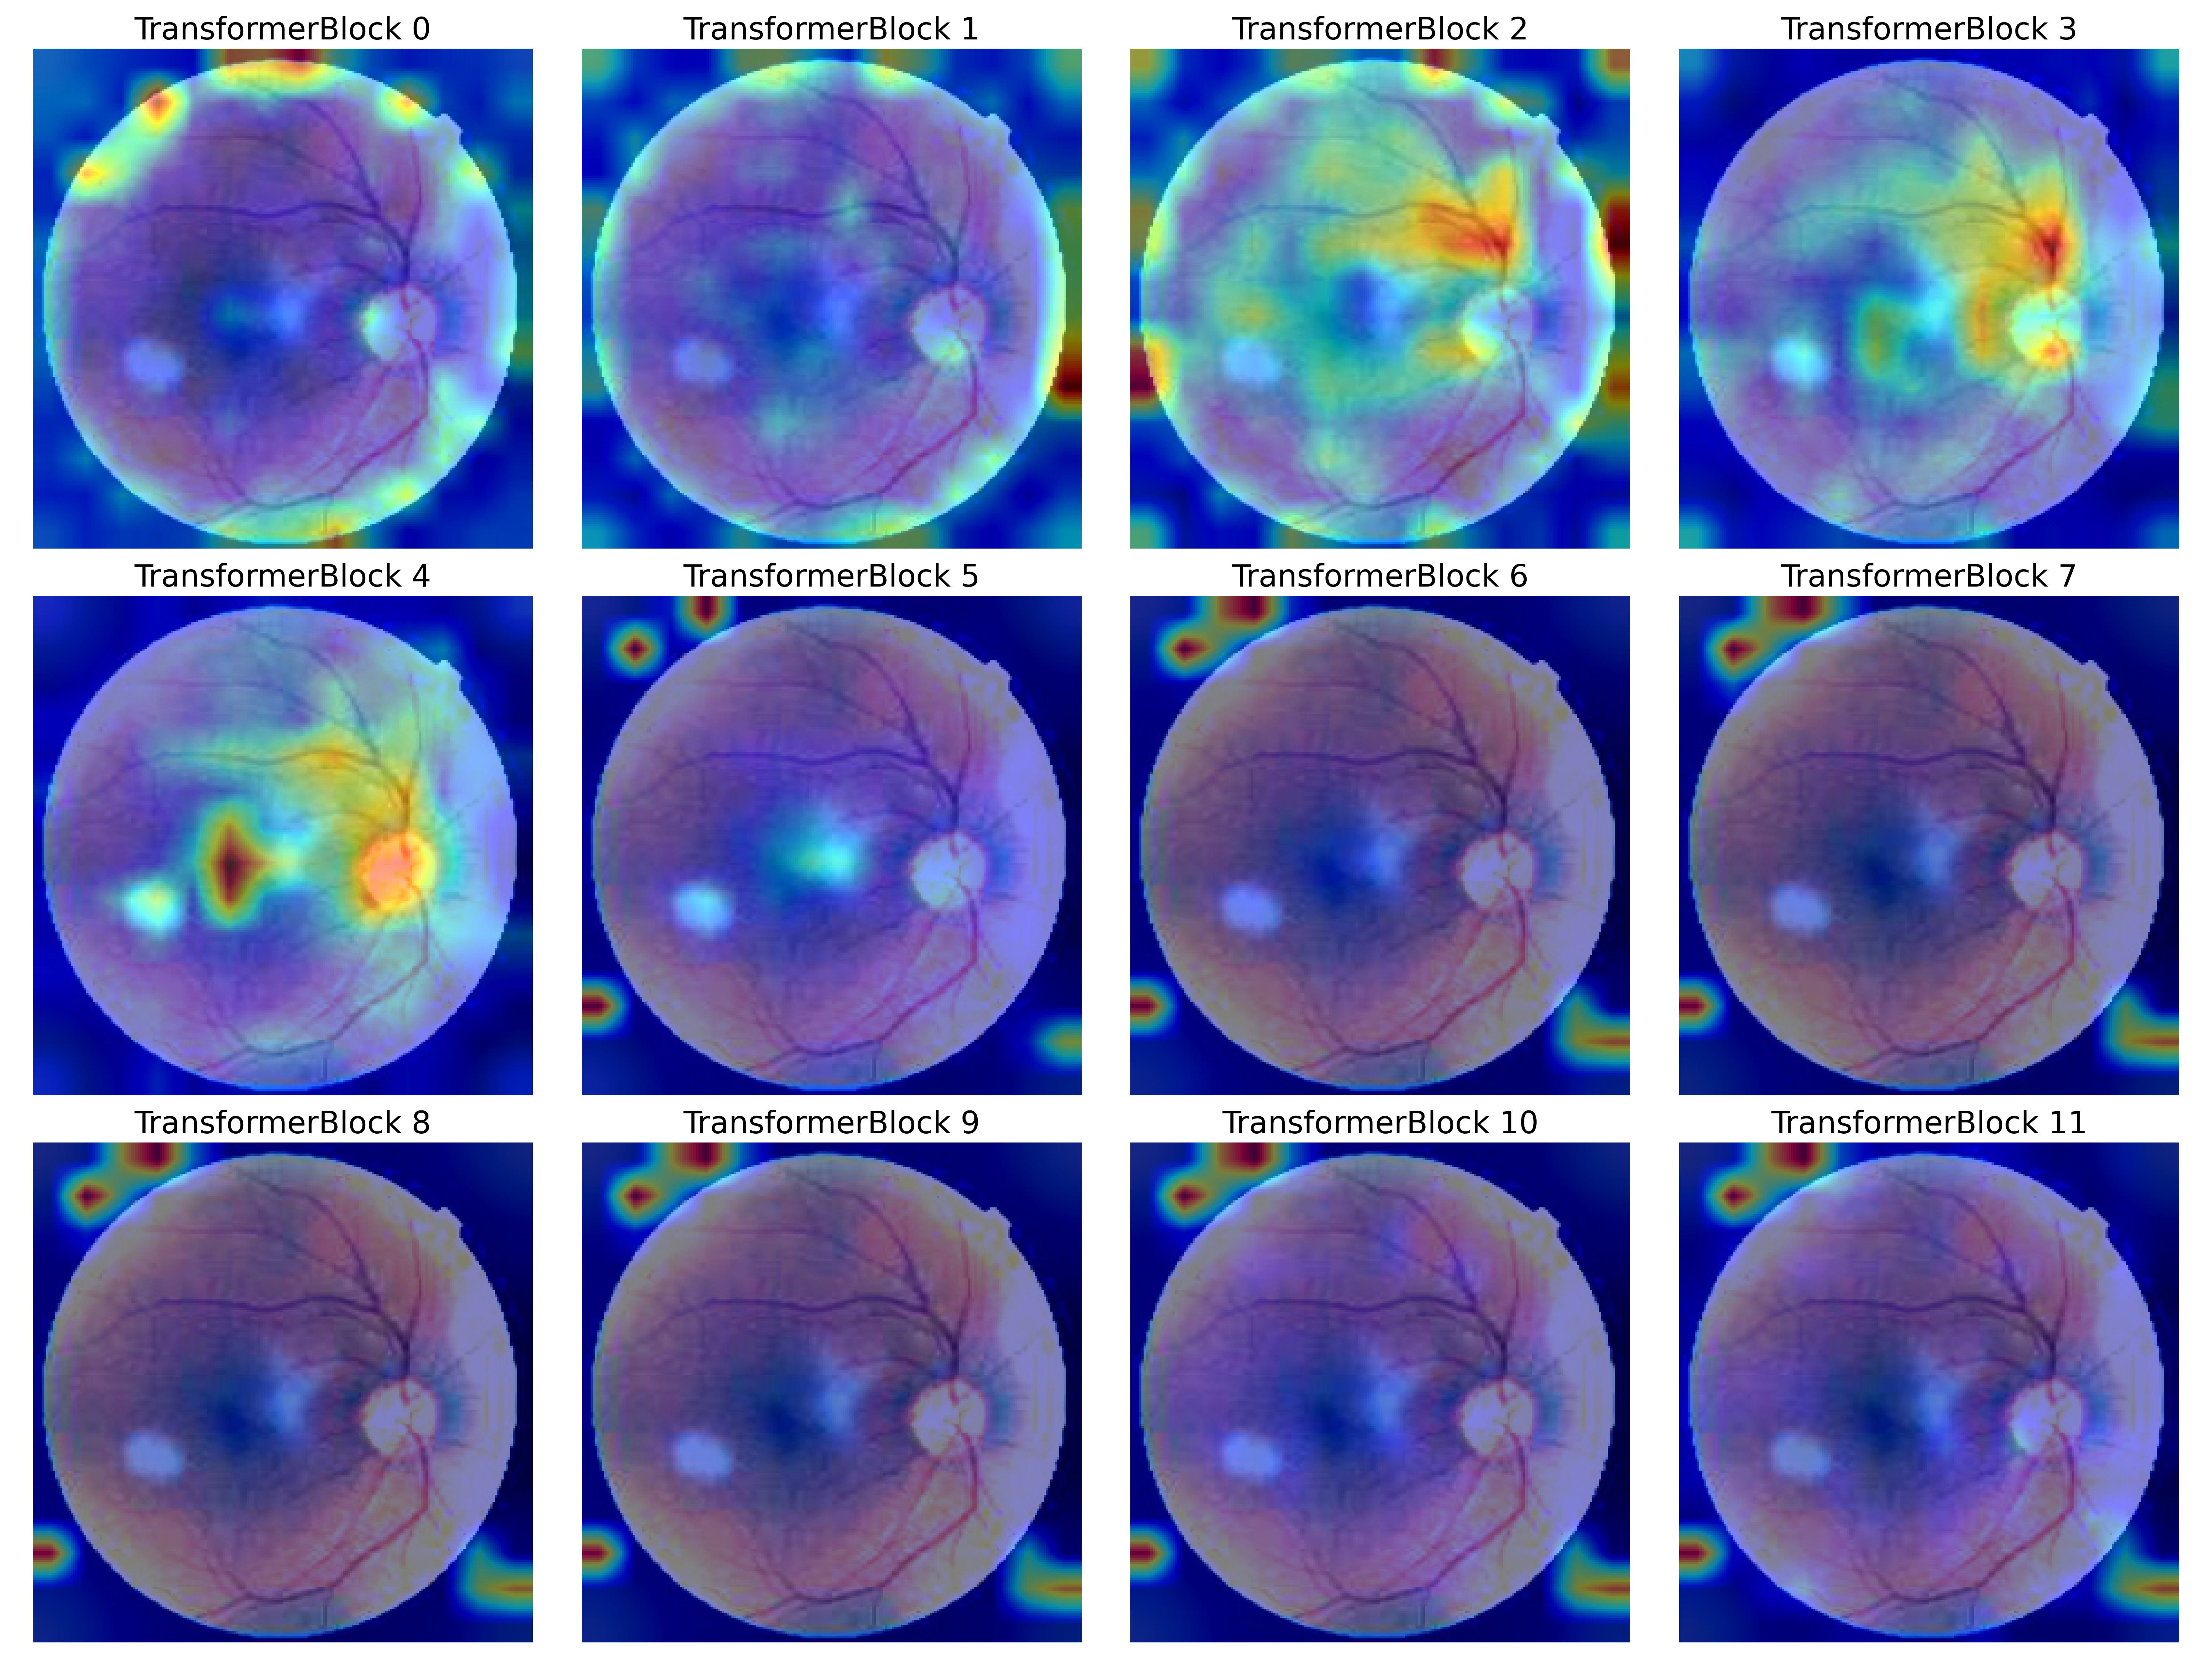 TransformerBlock 0
TransformerBlock 1
TransformerBlock 2
TransformerBlock 3
TransformerBlock 4
TransformerBlock 5
TransformerBlock 6
TransformerBlock 7
TransformerBlock 8
TransformerBlock 9
TransformerBlock 10
TransformerBlock 11